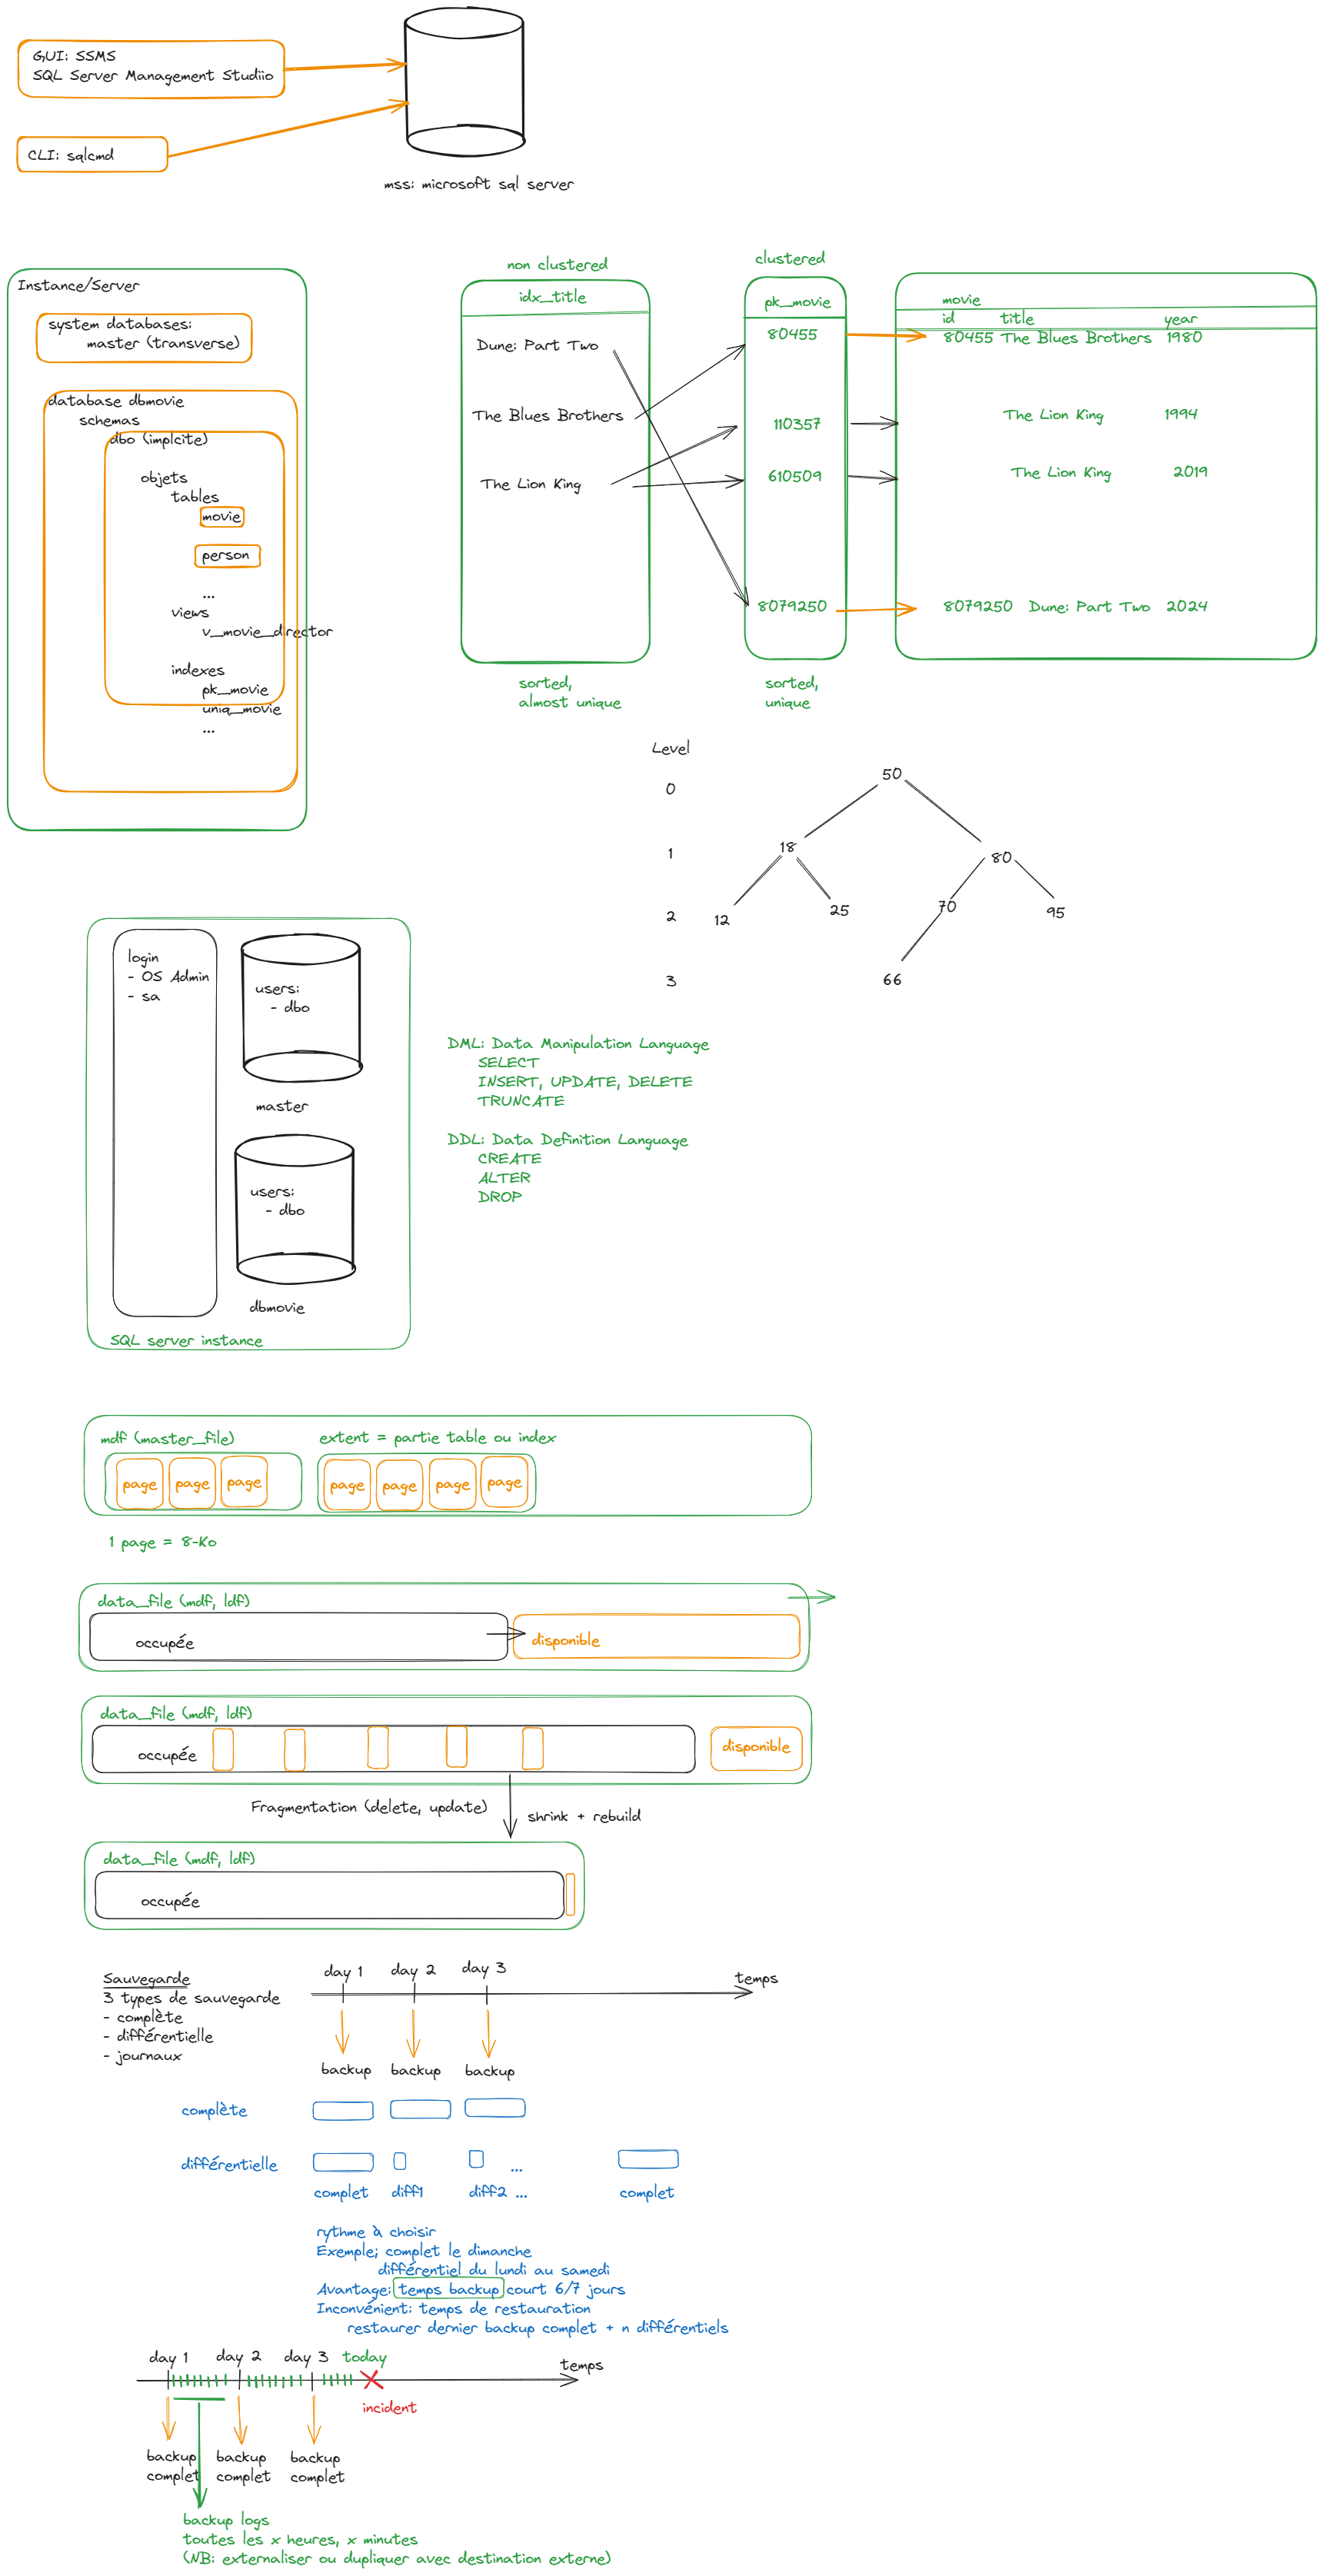 GUI: SSMS
SQL Server Management Studiio
CLI: sqlcmd
mss: microsoft sql server
Instance/Server
system databases:
master (transverse)
database dbmovie
schemas
dbo (implcite)
objets
tables
movie
person
...
views
v_movie_director
indexes
pk_movie
uniq_movie
...
non clustered
idx_title
Dune: Part Two
The Blues Brothers
The Lion King
sorted,
almost unique
clustered
pk_movie
80455
110357
610509
8079250
sorted,
unique
movie
id title year
80455 The Blues Brothers 1980
The Lion King 1994
The Lion King 2019
8079250 Dune: Part Two 2024
Level
0
1
2
3
50
18
80
12
25
70
95
66
login
- OS Admin
- sa
users:
- dbo
master
users:
- dbo
dbmovie
SQL server instance
DML: Data Manipulation Language
SELECT
INSERT, UPDATE, DELETE
TRUNCATE
DDL: Data Definition Language
CREATE
ALTER
DROP
mdf (master_file)
page page page
extent = partie table ou index
page page page page
1 page = 8-Ko
data_file (mdf, ldf)
occupée
disponible
data_file (mdf, ldf)
occupée
disponible
Fragmentation (delete, update)
shrink + rebuild
data_file (mdf, ldf)
occupée
Sauvegarde
3 types de sauvegarde
- complète
- différentielle
- journaux
day 1 day 2 day 3
temps
backup backup backup
complète
différentielle
...
complet diff1 diff2 ... complet
rythme à choisir
Exemple; complet le dimanche
différentiel du lundi au samedi
Avantage: temps backup court 6/7 jours
Inconvénient: temps de restauration
restaurer dernier backup complet + n différentiels
day 1 day 2 day 3 today
temps
incident
backup
complet
backup
complet
backup
complet
backup logs
toutes les x heures, x minutes
(NB: externaliser ou dupliquer avec destination externe)